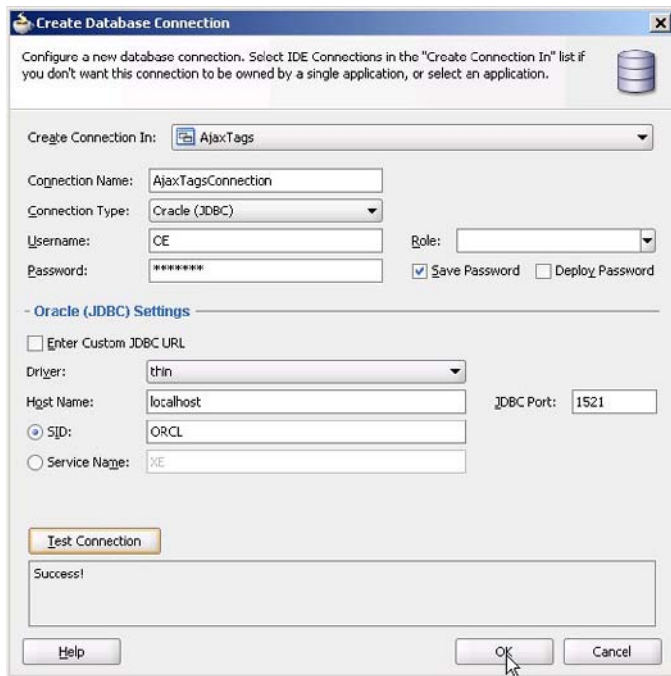 Create Database Connection
Configure a new database connection. Select IDE Connections in the "Create Connection In" list if
you don't want this connection to be owned by a single application, or select an application.
Create Connection In: AjaxTags
Connection Name: AjaxTagsConnection
Connection Type: Oracle (JDBC)
Username: OE Role:
Password: ******* Save Password Deploy Password
- Oracle (JDBC) Settings
Enter Custom JDBC URL
Driver: thin
Host Name: localhost JDBC Port: 1521
SID: ORCL
Service Name: XE
Test Connection
Success!
Help OK Cancel